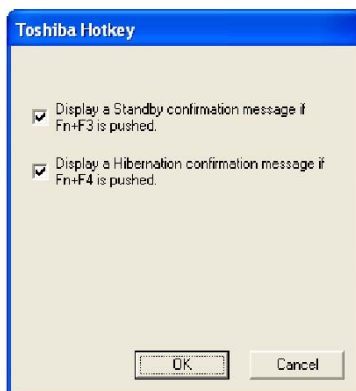 Toshiba Hotkey
Display a Standby confirmation message if
Fn+F3 is pushed.
Display a Hibernation confirmation message if
Fn+F4 is pushed.
OK
Cancel